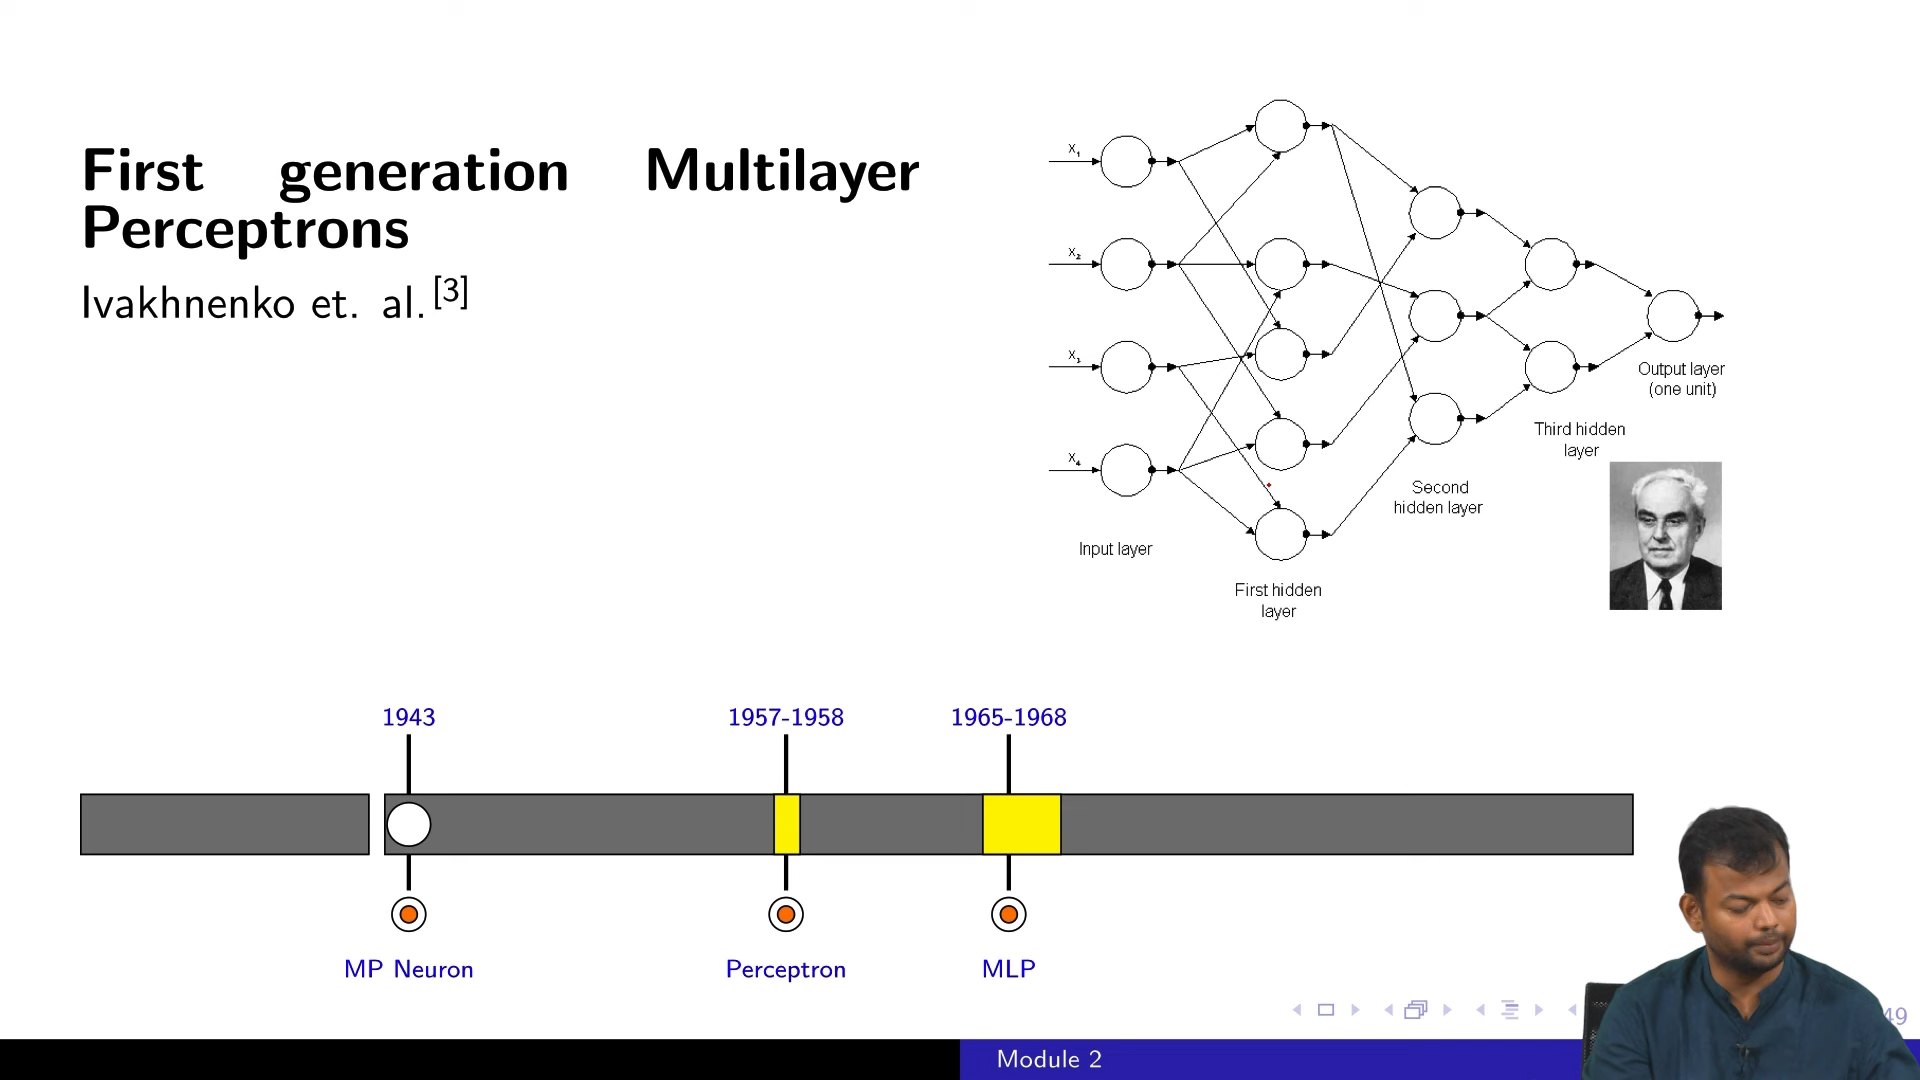 First generation Multilayer
Perceptrons
Ivakhnenko et. al.[3]
X1
X2
X3
X4
Input layer
First hidden
layer
Second
hidden layer
Third hidden
layer
Output layer
(one unit)
1943
1957-1958
1965-1968
MP Neuron
Perceptron
MLP
49
Module 2